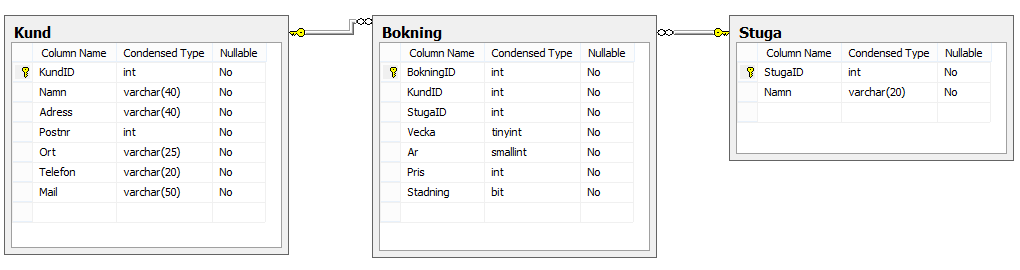 Kund
Column Name Condensed Type Nullable
KundID int No
Namn varchar(40) No
Adress varchar(40) No
Postnr int No
Ort varchar(25) No
Telefon varchar(20) No
Mail varchar(50) No
Bokning
Column Name Condensed Type Nullable
BokningID int No
KundID int No
StugaID int No
Vecka tinyint No
Ar smallint No
Pris int No
Stadning bit No
Stuga
Column Name Condensed Type Nullable
StugaID int No
Namn varchar(20) No